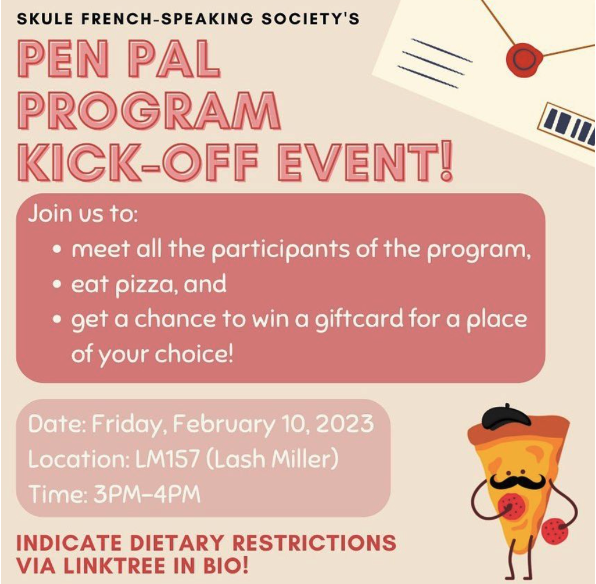 SKULE FRENCH-SPEAKING SOCIETY'S
PEN PAL
PROGRAM
KICK-OFF EVENT!
Join us to:
• meet all the participants of the program,
• eat pizza, and
• get a chance to win a giftcard for a place
of your choice!
Date: Friday, February 10, 2023
Location: LM157 (Lash Miller)
Time: 3PM–4PM
INDICATE DIETARY RESTRICTIONS
VIA LINKTREE IN BIO!